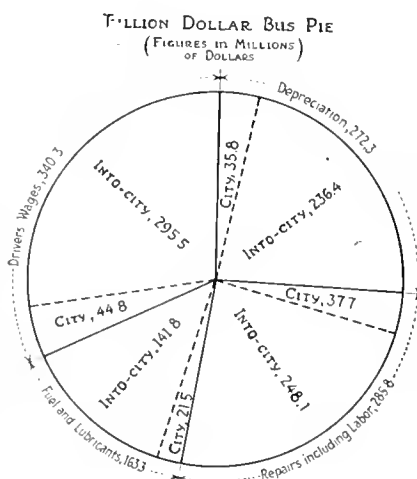 T·LLION DOLLAR BUS PIE
(FIGURES IN MILLIONS)
OF DOLLARS
Depreciation, 272.3
CITY, 35.8
INTO-CITY, 236.4
Drivers Wages, 340.3
INTO-CITY, 295.5
CITY, 44.8
CITY, 37.7
INTO-CITY, 248.1
Repairs including Labor, 285.8
INTO-CITY, 141.8
CITY, 21.5
Fuel and Lubricants, 163.3